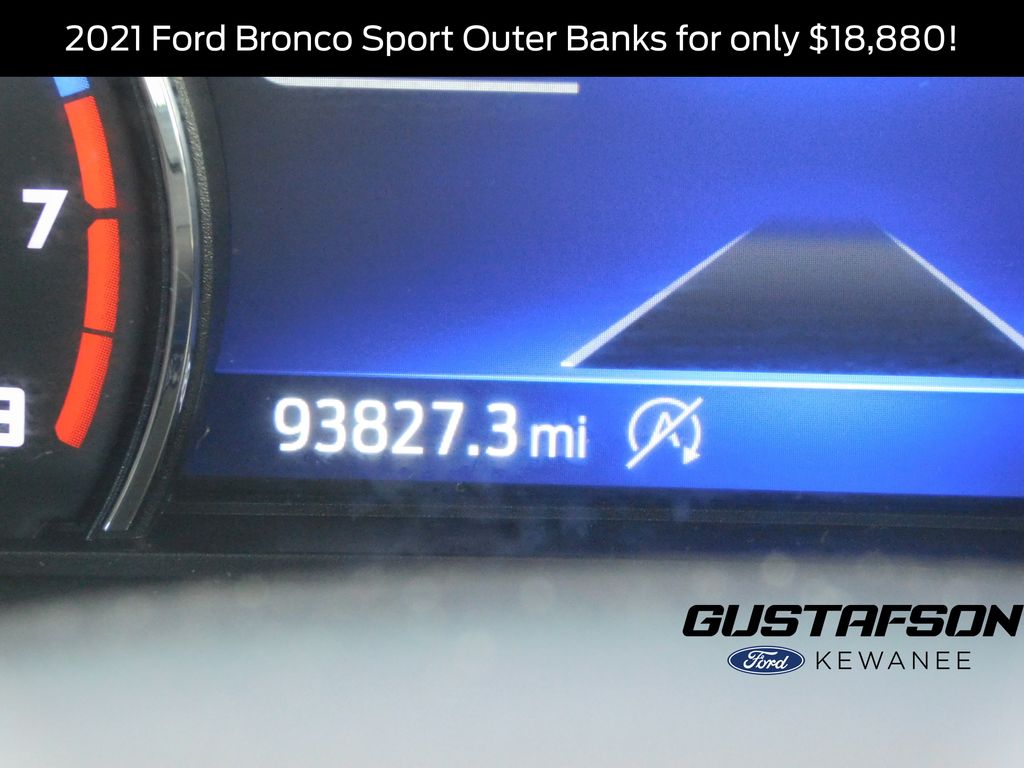 2021 Ford Bronco Sport Outer Banks for only $18,880!
7
93827.3 mi
A
GUSTAFSON
Ford KEWANEE